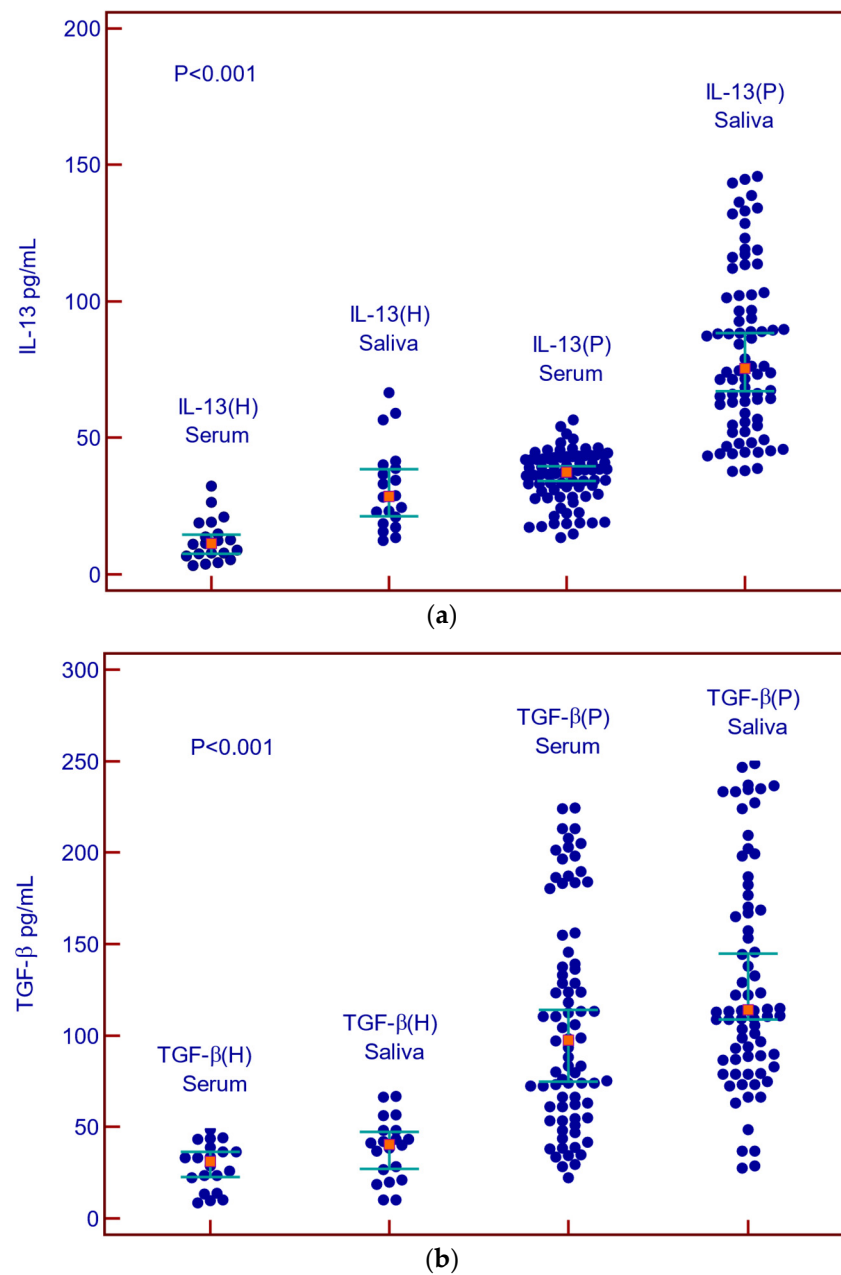 200
P<0.001
IL-13(P)
Saliva
150
IL-13 pg/mL
100
IL-13(H)
Saliva
IL-13(P)
Serum
IL-13(H)
Serum
50
0
(a)
300
TGF-β(P)
Saliva
TGF-β(P)
Serum
P<0.001
250
200
TGF-β pg/mL
150
100
TGF-β(H)
Saliva
TGF-β(H)
Serum
50
0
(b)